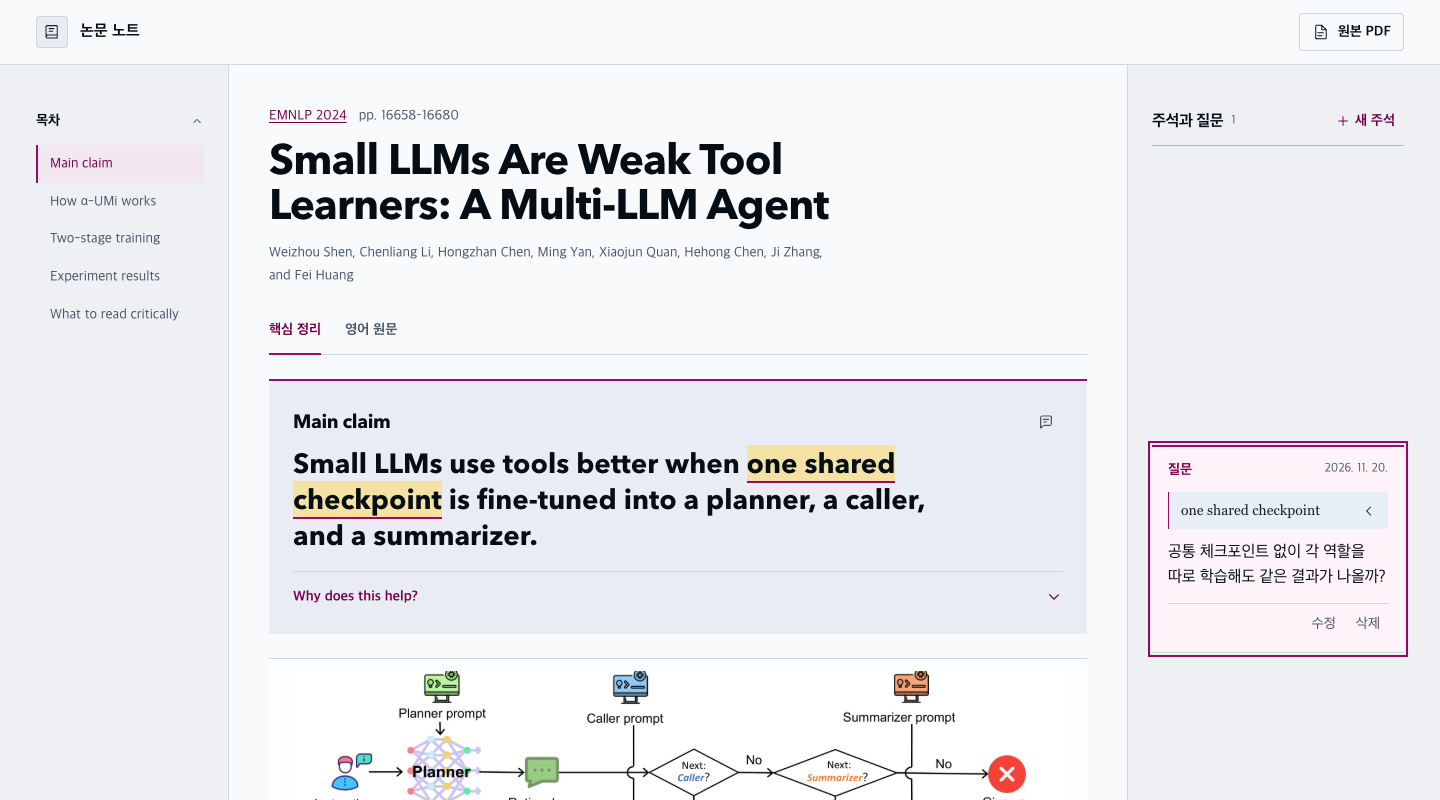 논문 노트
원본 PDF
목차
Main claim
How α-UMi works
Two-stage training
Experiment results
What to read critically
EMNLP 2024 pp. 16658-16680
Small LLMs Are Weak Tool
Learners: A Multi-LLM Agent
Weizhou Shen, Chenliang Li, Hongzhan Chen, Ming Yan, Xiaojun Quan, Hehong Chen, Ji Zhang,
and Fei Huang
핵심 정리
영어 원문
Main claim
Small LLMs use tools better when one shared
checkpoint is fine-tuned into a planner, a caller,
and a summarizer.
Why does this help?
Planner prompt
Caller prompt
Summarizer prompt
Planner
Next:
Caller?
No
Next:
Summarizer?
No
주석과 질문 1
새 주석
질문
2026. 11. 20.
one shared checkpoint
공통 체크포인트 없이 각 역할을
따로 학습해도 같은 결과가 나올까?
수정
삭제